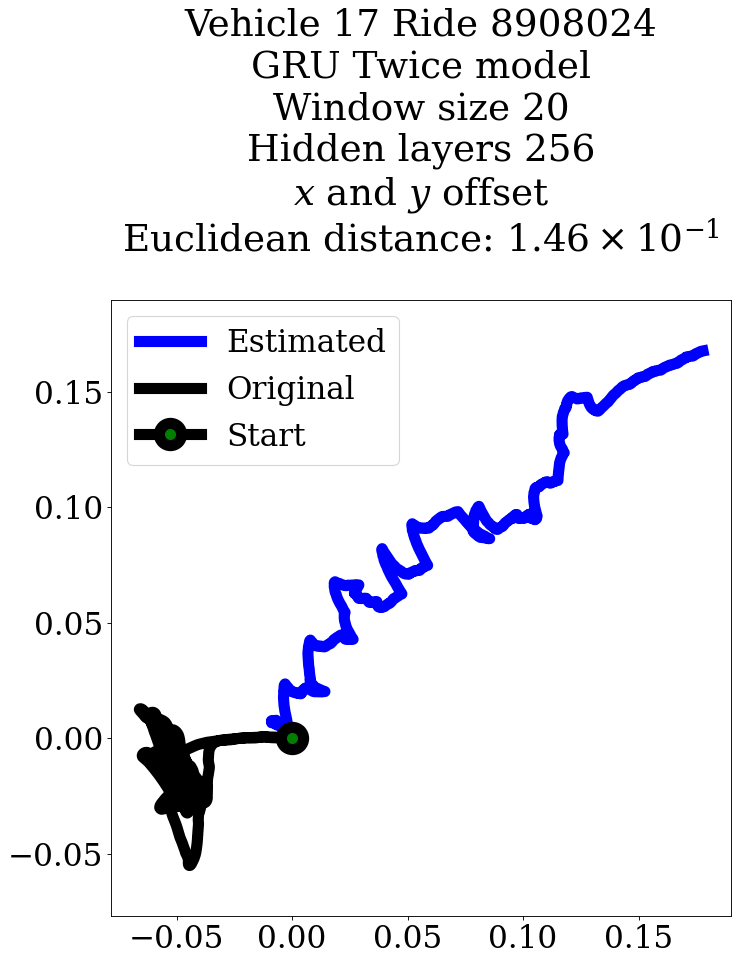 Vehicle 17 Ride 8908024
GRU Twice model
Window size 20
Hidden layers 256
x and y offset
Euclidean distance: 1.46 × 10⁻¹
Estimated
Original
Start
0.15
0.10
0.05
0.00
−0.05
−0.05 0.00 0.05 0.10 0.15